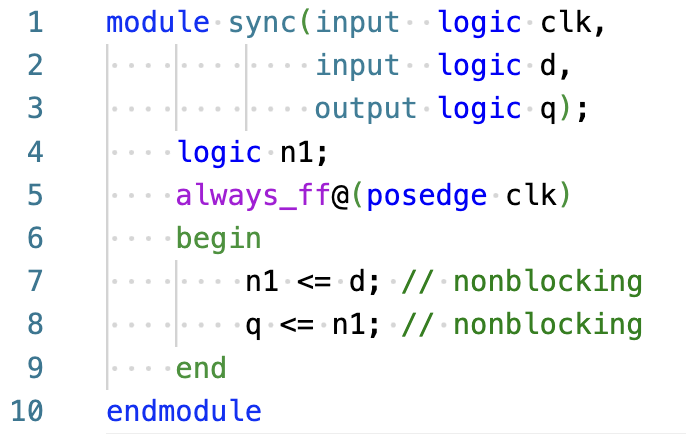 1 module sync(input  logic clk,
2             input  logic d,
3             output logic q);
4     logic n1;
5     always_ff@(posedge clk)
6     begin
7         n1 <= d; // nonblocking
8         q <= n1; // nonblocking
9     end
10 endmodule